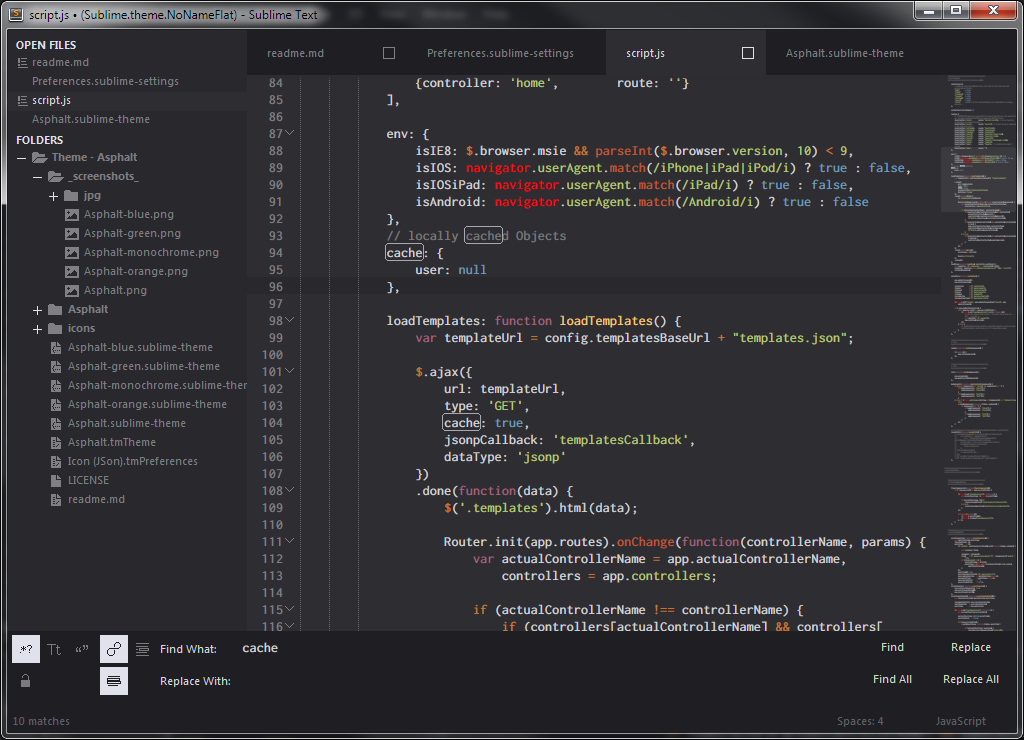 script.js • (Sublime.theme.NoNameFlat) - Sublime Text
OPEN FILES
readme.md
Preferences.sublime-settings
script.js
Asphalt.sublime-theme
FOLDERS
Theme - Asphalt
_screenshots_
jpg
Asphalt-blue.png
Asphalt-green.png
Asphalt-monochrome.png
Asphalt-orange.png
Asphalt.png
Asphalt
icons
Asphalt-blue.sublime-theme
Asphalt-green.sublime-theme
Asphalt-monochrome.sublime-ther
Asphalt-orange.sublime-theme
Asphalt.sublime-theme
Asphalt.tmTheme
Icon (JSon).tmPreferences
LICENSE
readme.md
readme.md Preferences.sublime-settings script.js Asphalt.sublime-theme
84 {controller: 'home', route: ''}
85 ],
86
87 env: {
88 isIE8: $.browser.msie && parseInt($.browser.version, 10) < 9,
89 isIOS: navigator.userAgent.match(/iPhone|iPad|iPod/i) ? true : false,
90 isIOSiPad: navigator.userAgent.match(/iPad/i) ? true : false,
91 isAndroid: navigator.userAgent.match(/Android/i) ? true : false
92 },
93 // locally cached Objects
94 cache: {
95 user: null
96 },
97
98 loadTemplates: function loadTemplates() {
99 var templateUrl = config.templatesBaseUrl + "templates.json";
100
101 $.ajax({
102 url: templateUrl,
103 type: 'GET',
104 cache: true,
105 jsonpCallback: 'templatesCallback',
106 dataType: 'jsonp'
107 })
108 .done(function(data) {
109 $('.templates').html(data);
110
111 Router.init(app.routes).onChange(function(controllerName, params) {
112 var actualControllerName = app.actualControllerName,
113 controllers = app.controllers;
114
115 if (actualControllerName !== controllerName) {
116 if (controllers[actualControllerName] && controllers[
.*? Tt “” Find What: cache Find Replace
Replace With: Find All Replace All
10 matches Spaces: 4 JavaScript